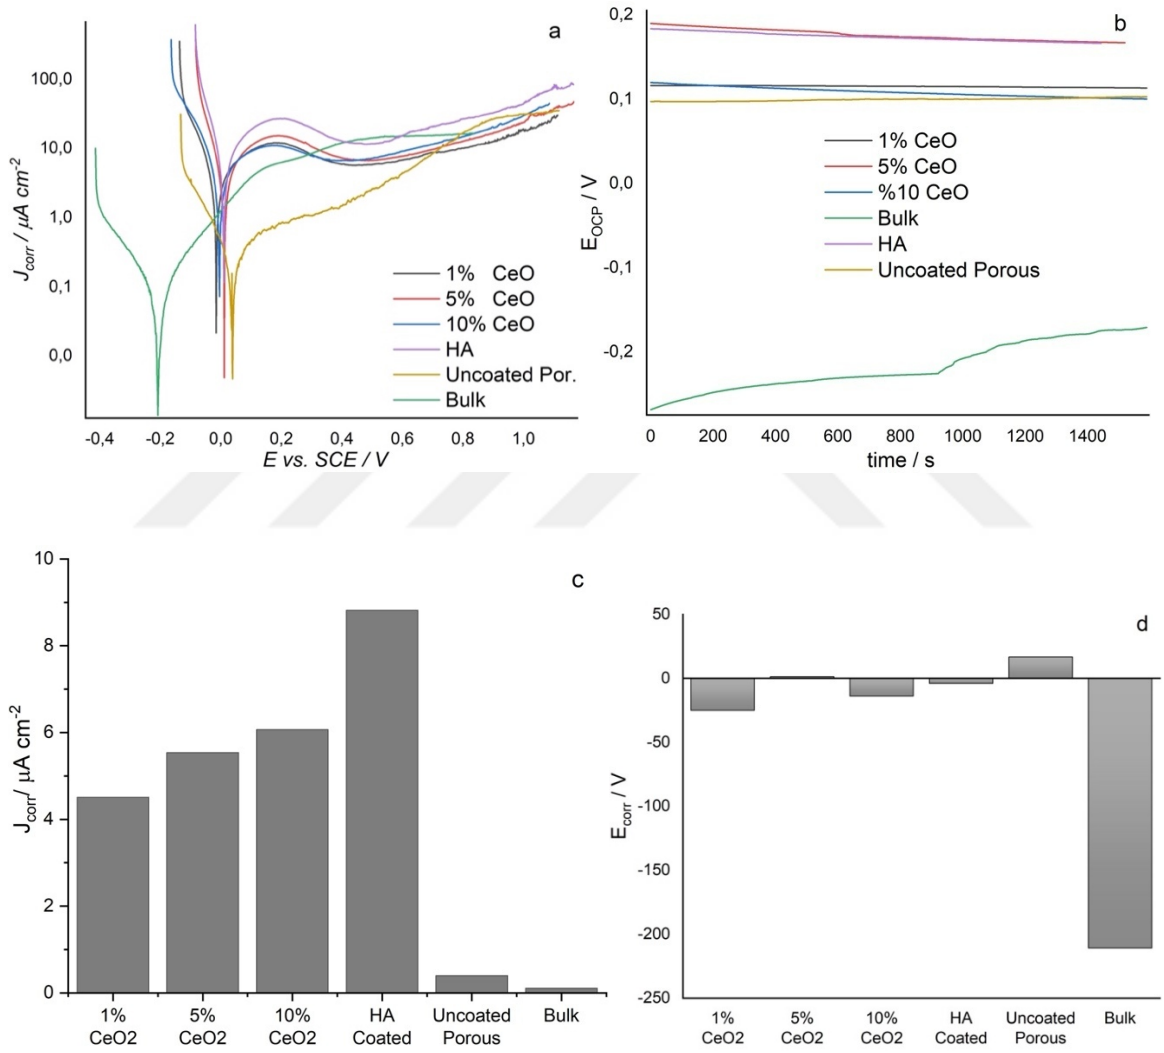 a
100,0
10,0
1,0
0,1
0,0
J_corr / µA cm⁻²
1% CeO
5% CeO
10% CeO
HA
Uncoated Por.
Bulk
-0,4 -0,2 0,0 0,2 0,4 0,6 0,8 1,0
E vs. SCE / V
b
0,2
0,1
0,0
-0,1
-0,2
E_OCP / V
1% CeO
5% CeO
%10 CeO
Bulk
HA
Uncoated Porous
0 200 400 600 800 1000 1200 1400
time / s
c
10
8
6
4
2
0
J_corr/ µA cm⁻²
1% 5% 10% HA Uncoated Bulk
CeO2 CeO2 CeO2 Coated Porous
d
50
0
-50
-100
-150
-200
-250
E_corr / V
1% 5% 10% HA Uncoated Bulk
CeO2 CeO2 CeO2 Coated Porous